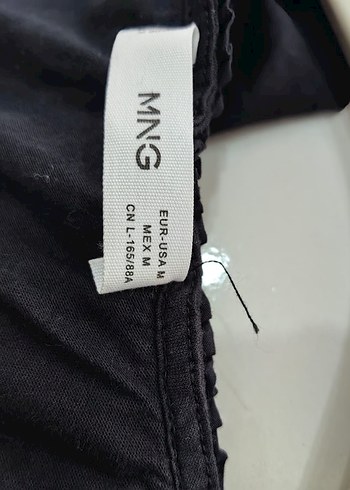 MNG
EUR-USA M
MEX M
CN L-165/88A